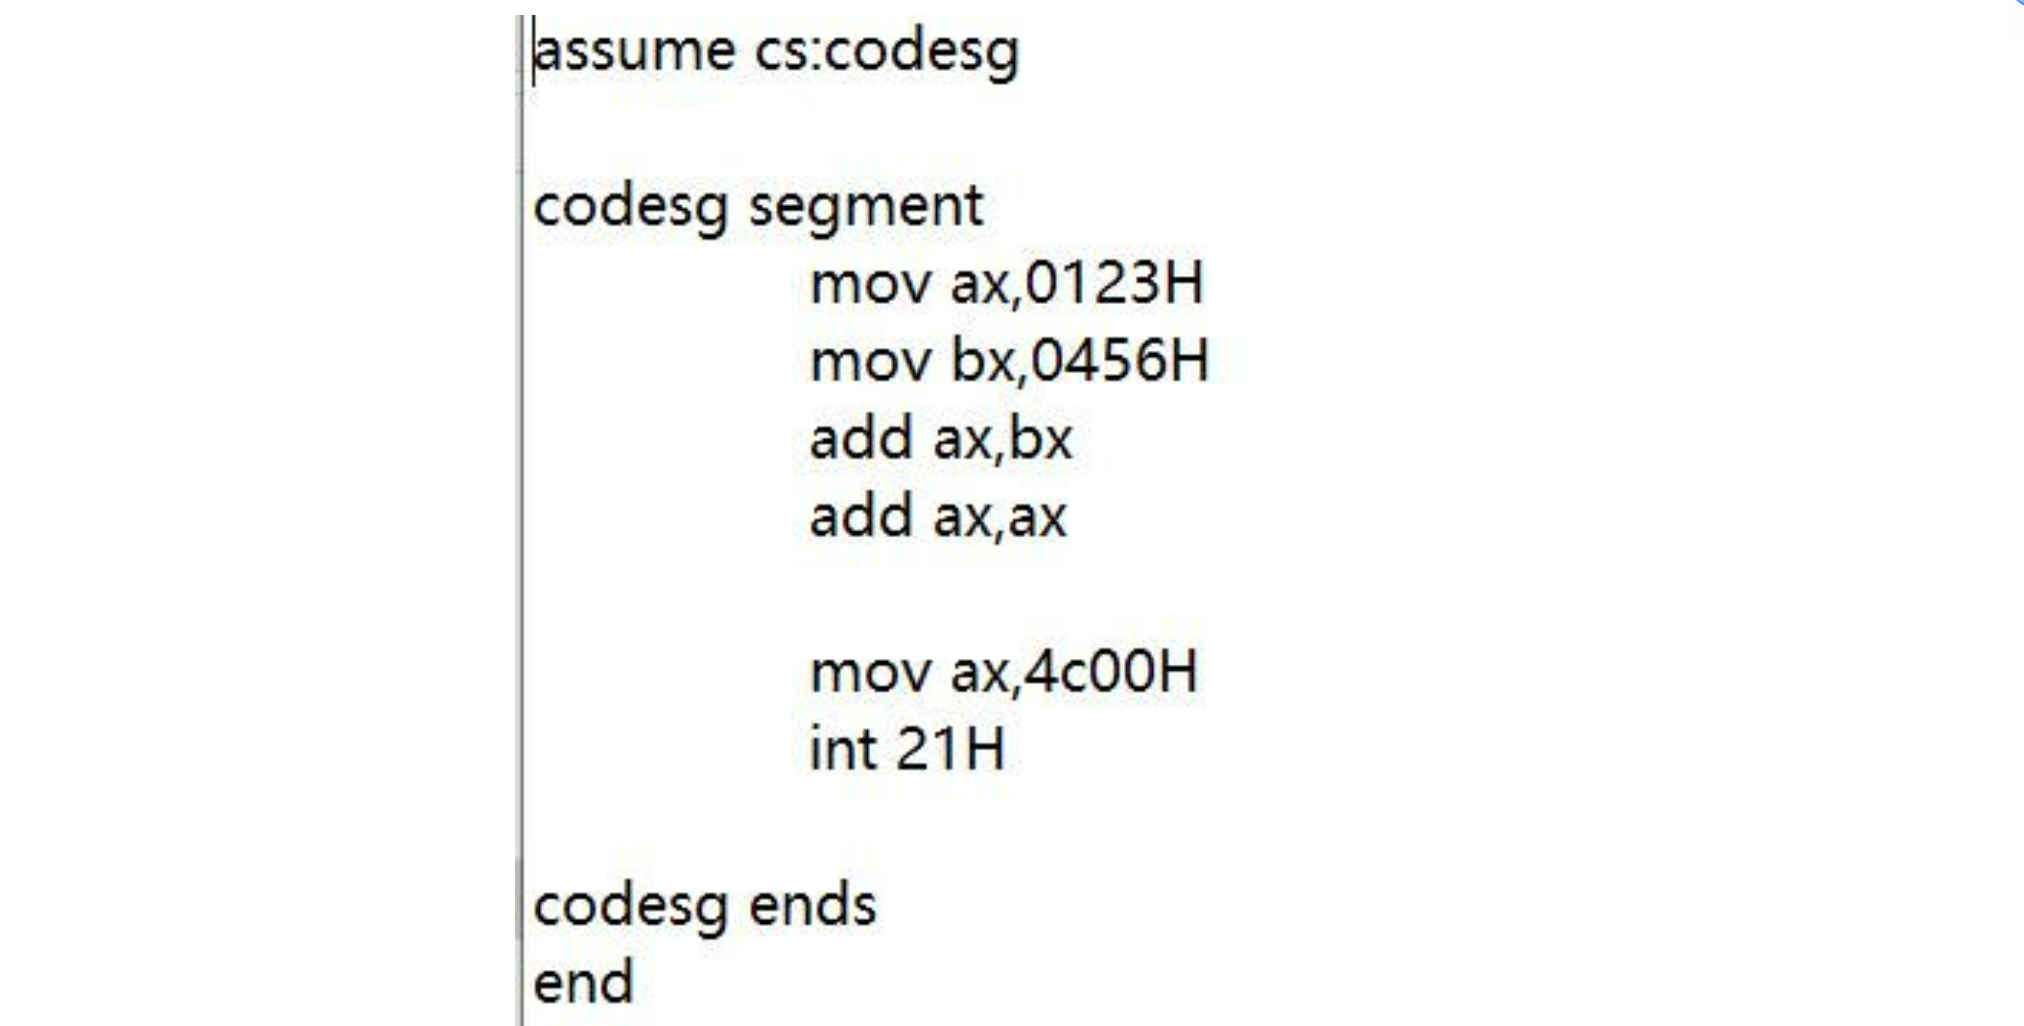 assume cs:codesg
codesg segment
mov ax,0123H
mov bx,0456H
add ax,bx
add ax,ax
mov ax,4c00H
int 21H
codesg ends
end